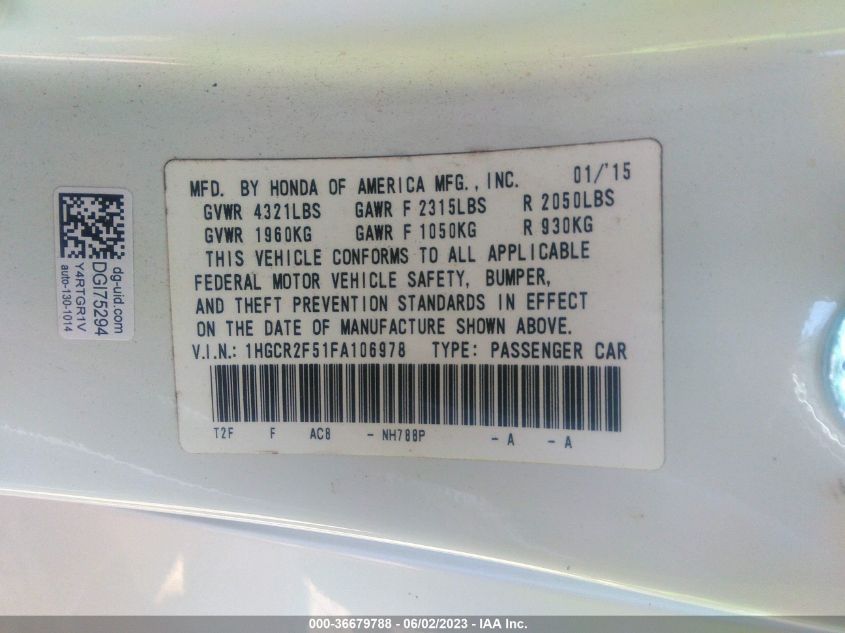 MFD. BY HONDA OF AMERICA MFG., INC. 01/'15
GVWR 4321LBS GAWR F 2315LBS R 2050LBS
GVWR 1960KG GAWR F 1050KG R 930KG
THIS VEHICLE CONFORMS TO ALL APPLICABLE
FEDERAL MOTOR VEHICLE SAFETY, BUMPER,
AND THEFT PREVENTION STANDARDS IN EFFECT
ON THE DATE OF MANUFACTURE SHOWN ABOVE.
V.I.N.: 1HGCR2F51FA106978 TYPE: PASSENGER CAR
T2F F AC8 - NH788P - A - A
dg-uid.com
DGI75294
Y4RTGR1V
auto-130-1014
000-36679788 - 06/02/2023 - IAA Inc.